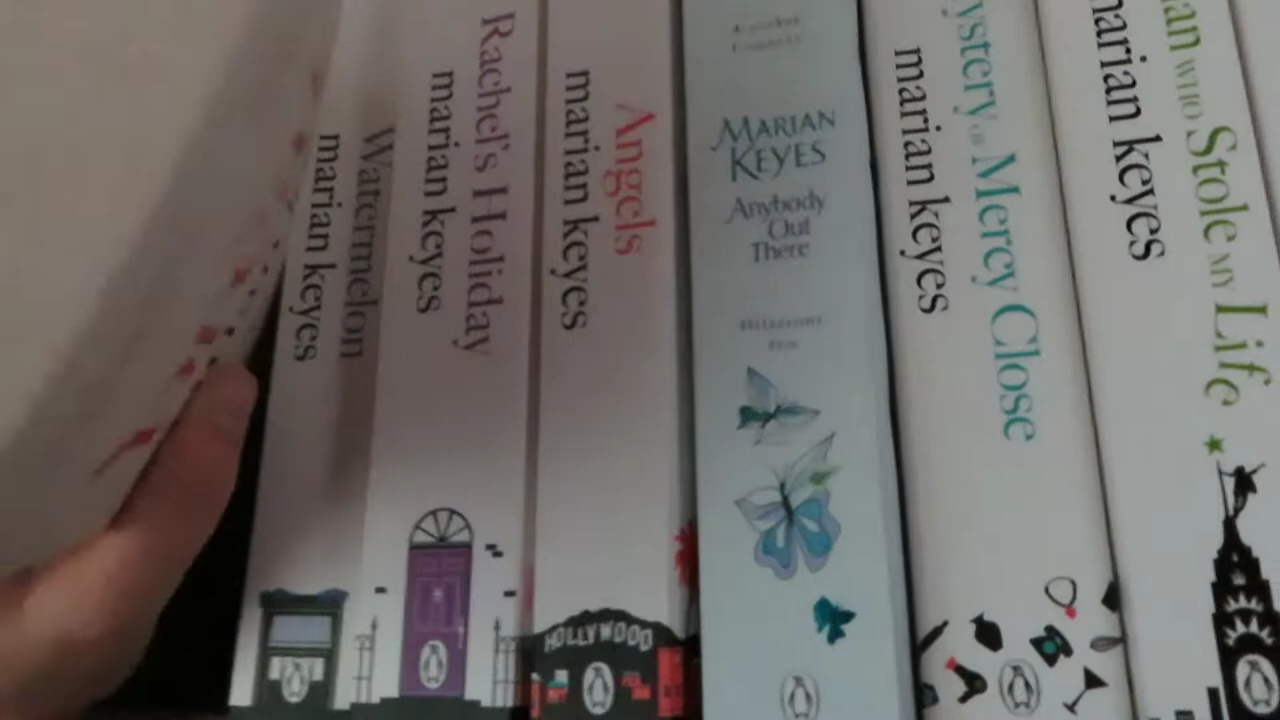 Watermelon
marian keyes
Rachel's Holiday
marian keyes
Angels
marian keyes
HOLLYWOOD
MARIAN
KEYES
Anybody
Out
There
ystery OF Mercy Close
marian keyes
an WHO Stole MY Life
marian keyes